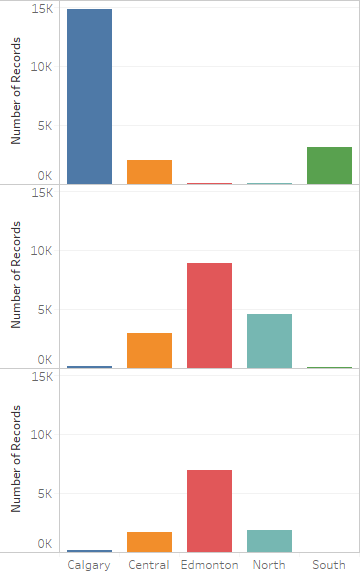 15K
10K
5K
0K
Number of Records
15K
10K
5K
0K
Number of Records
15K
10K
5K
0K
Number of Records
Calgary Central Edmonton North South